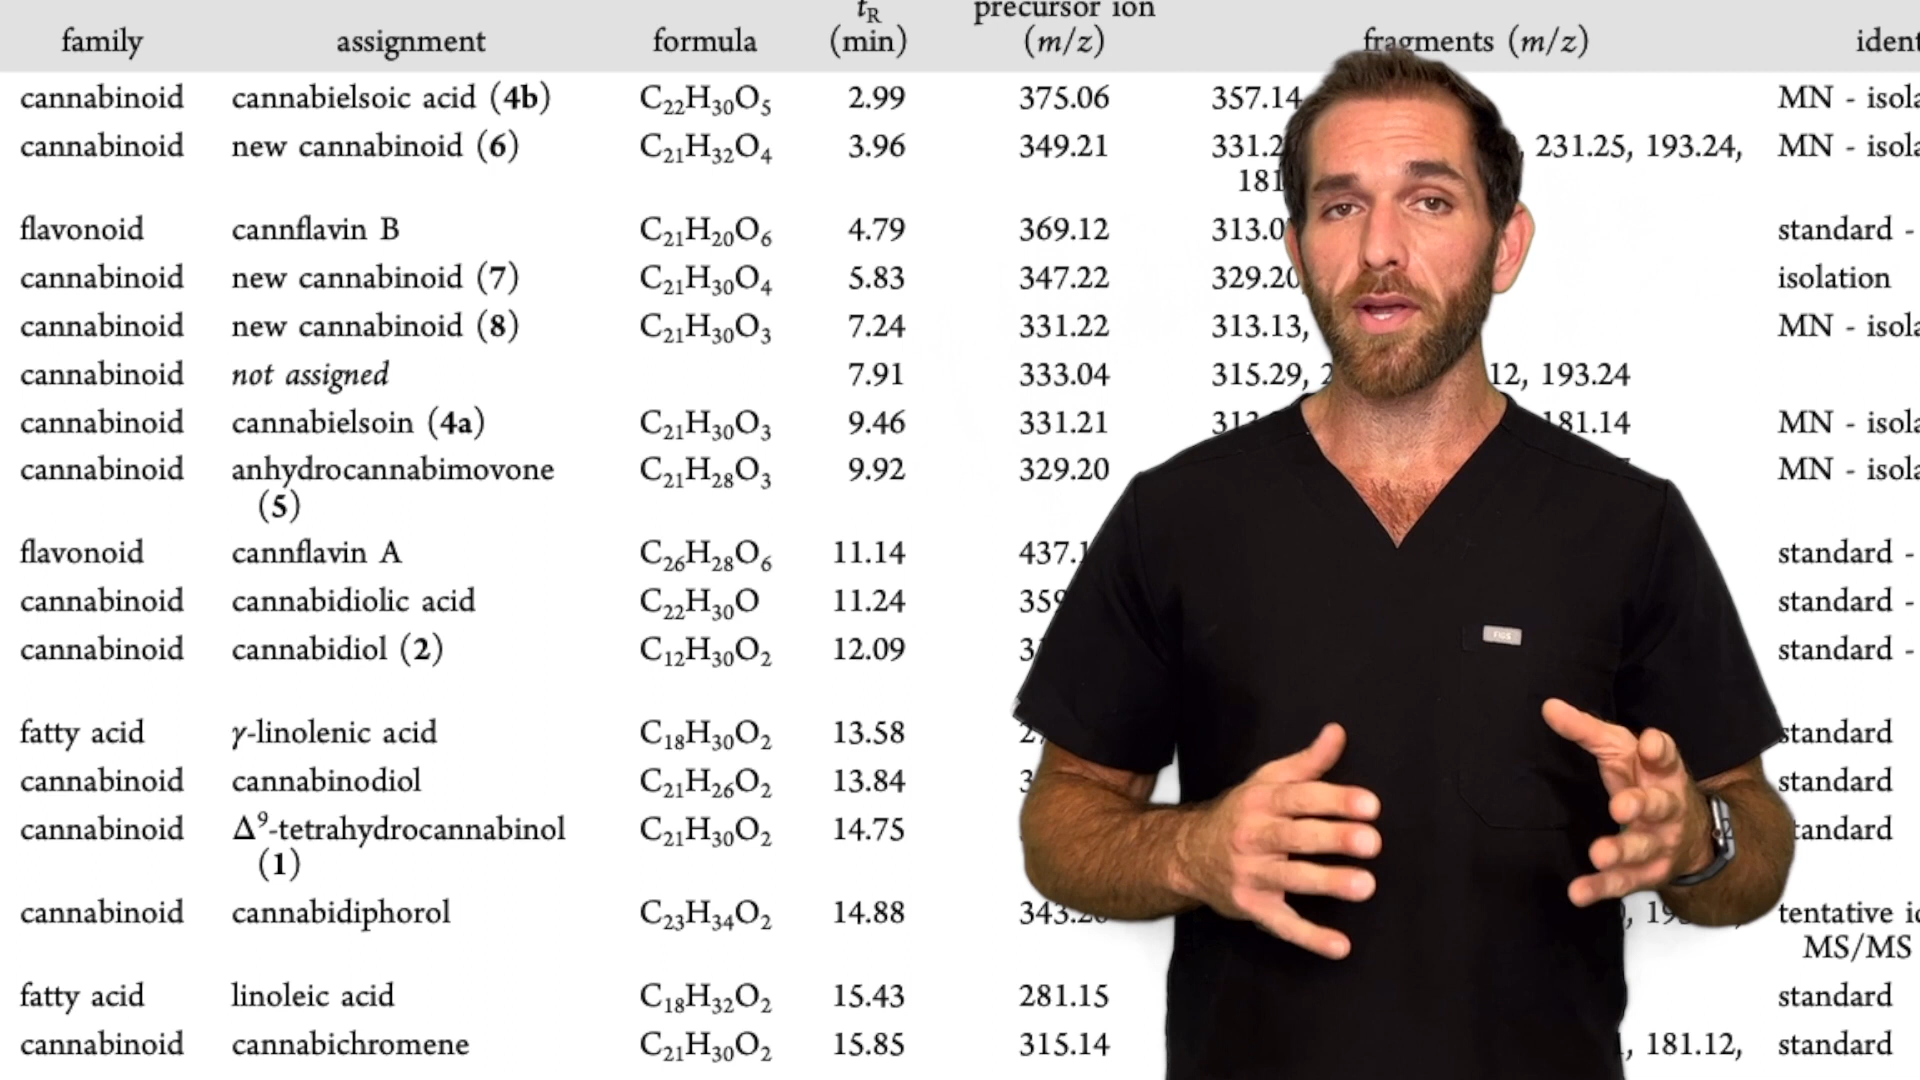 family assignment formula tR (min) precursor ion (m/z) fragments (m/z)
cannabinoid cannabielsoic acid (4b) C22H30O5 2.99 375.06 357.14 MN -
cannabinoid new cannabinoid (6) C21H32O4 3.96 349.21 231.25, 193.24, MN -
flavonoid cannflavin B C21H20O6 4.79 369.12 standard -
cannabinoid new cannabinoid (7) C21H30O4 5.83 347.22 329.20 isolation
cannabinoid new cannabinoid (8) C21H30O3 7.24 331.22 313.13, MN -
cannabinoid not assigned 7.91 333.04 315.29, 193.24
cannabinoid cannabielsoin (4a) C21H30O3 9.46 331.21 181.14 MN -
cannabinoid anhydrocannabimovone C21H28O3 9.92 329.20 MN -
(5)
flavonoid cannflavin A C26H28O6 11.14 standard -
cannabinoid cannabidiolic acid C22H30O 11.24 standard -
cannabinoid cannabidiol (2) C12H30O2 12.09 standard -
fatty acid γ-linolenic acid C18H30O2 13.58 standard
cannabinoid cannabinodiol C21H26O2 13.84 standard
cannabinoid Δ9-tetrahydrocannabinol C21H30O2 14.75
(1)
cannabinoid cannabidiphorol C23H34O2 14.88 tentative
MS/MS
fatty acid linoleic acid C18H32O2 15.43 281.15 standard
cannabinoid cannabichromene C21H30O2 15.85 315.14 181.12, standard